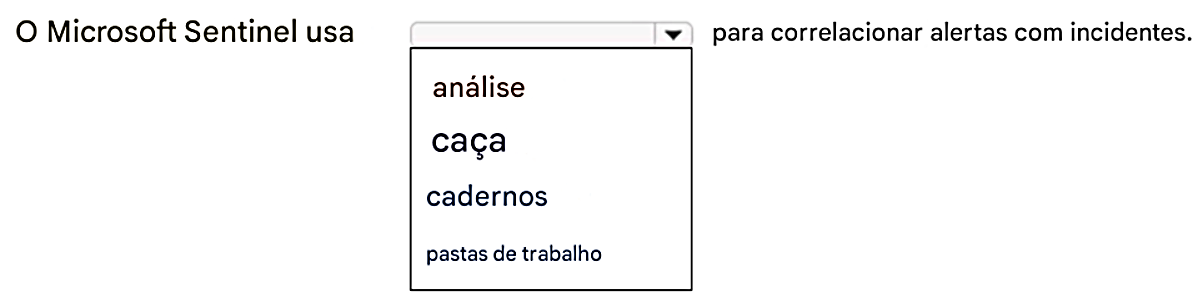 O Microsoft Sentinel usa para correlacionar alertas com incidentes.
análise
caça
cadernos
pastas de trabalho